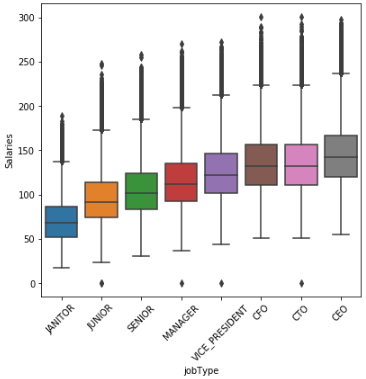 300
250
200
150
100
50
0
Salaries
JANITOR
JUNIOR
SENIOR
MANAGER
VICE_PRESIDENT
CFO
CTO
CEO
jobType